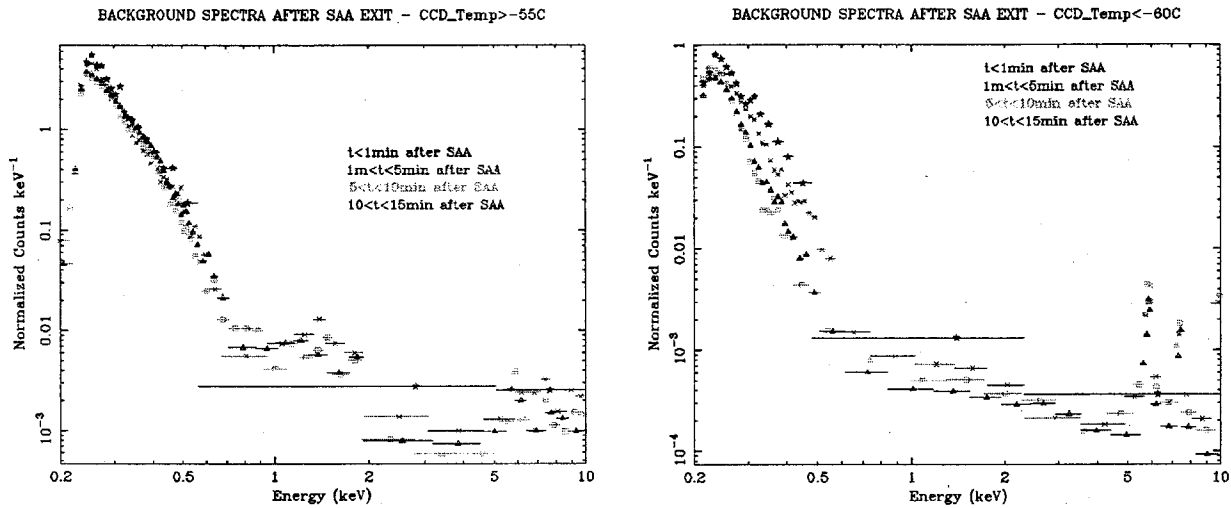 BACKGROUND SPECTRA AFTER SAA EXIT - CCD_Temp>-55C
Normalized Counts keV⁻¹
1
0.1
0.01
10⁻³
t<1min after SAA
1m<t<5min after SAA
5<t<10min after SAA
10<t<15min after SAA
0.2
0.5
1
2
5
10
Energy (keV)
BACKGROUND SPECTRA AFTER SAA EXIT - CCD_Temp<-60C
Normalized Counts keV⁻¹
1
0.1
0.01
10⁻³
10⁻⁴
t<1min after SAA
1m<t<5min after SAA
5<t<10min after SAA
10<t<15min after SAA
0.2
0.5
1
2
5
10
Energy (keV)